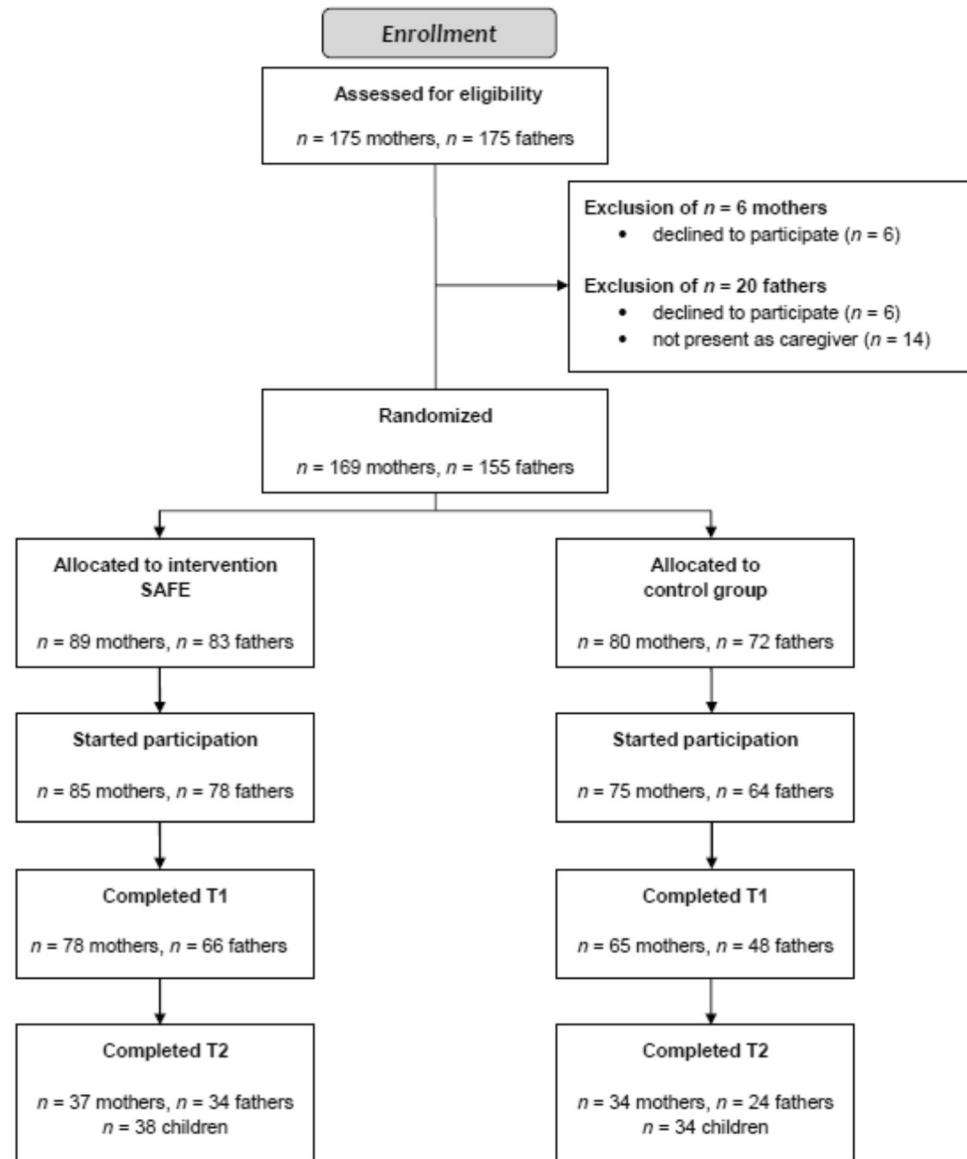 Enrollment
Assessed for eligibility
n = 175 mothers, n = 175 fathers
Exclusion of n = 6 mothers
• declined to participate (n = 6)
Exclusion of n = 20 fathers
• declined to participate (n = 6)
• not present as caregiver (n = 14)
Randomized
n = 169 mothers, n = 155 fathers
Allocated to intervention
SAFE
n = 89 mothers, n = 83 fathers
Allocated to
control group
n = 80 mothers, n = 72 fathers
Started participation
n = 85 mothers, n = 78 fathers
Started participation
n = 75 mothers, n = 64 fathers
Completed T1
n = 78 mothers, n = 66 fathers
Completed T1
n = 65 mothers, n = 48 fathers
Completed T2
n = 37 mothers, n = 34 fathers
n = 38 children
Completed T2
n = 34 mothers, n = 24 fathers
n = 34 children